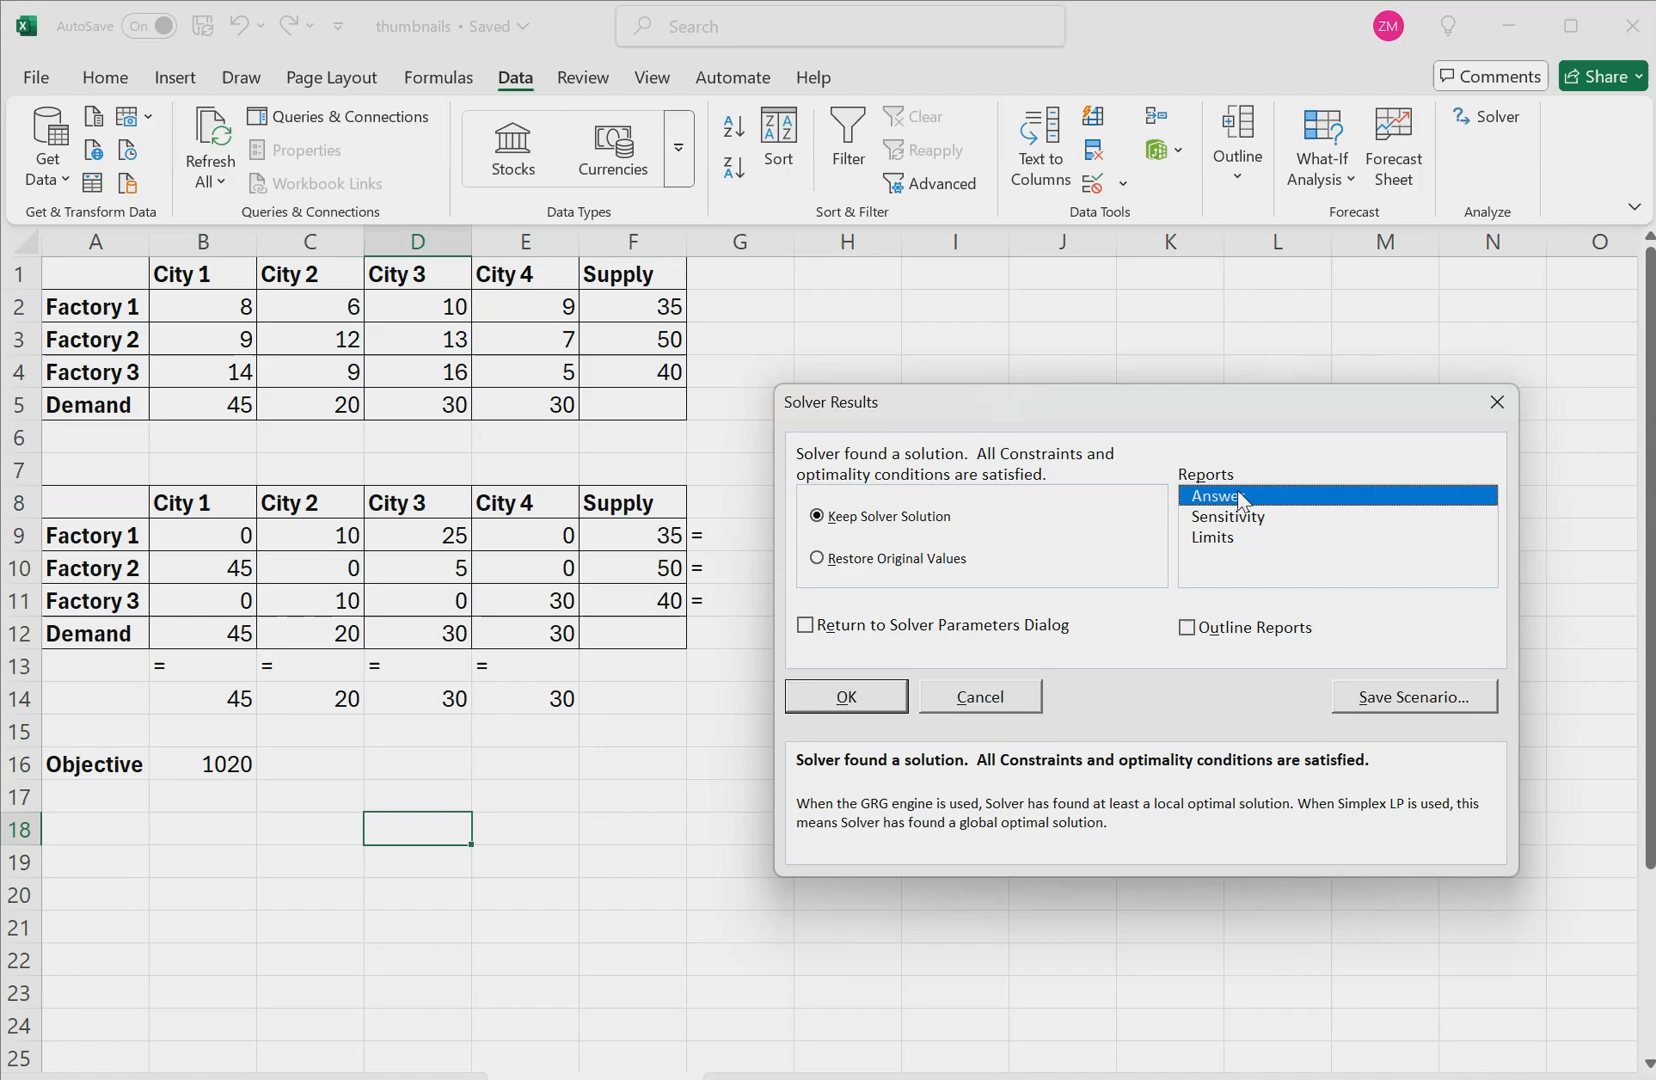 AutoSave On thumbnails • Saved Search ZM
File Home Insert Draw Page Layout Formulas Data Review View Automate Help Comments Share
Get Data Refresh All Queries & Connections Properties Workbook Links Stocks Currencies Sort Filter Clear Reapply Advanced Text to Columns Outline What-If Analysis Forecast Sheet Solver
Get & Transform Data Queries & Connections Data Types Sort & Filter Data Tools Forecast Analyze
A B C D E F G H I J K L M N O
1 City 1 City 2 City 3 City 4 Supply
2 Factory 1 8 6 10 9 35
3 Factory 2 9 12 13 7 50
4 Factory 3 14 9 16 5 40
5 Demand 45 20 30 30
6
7
8 City 1 City 2 City 3 City 4 Supply
9 Factory 1 0 10 25 0 35 =
10 Factory 2 45 0 5 0 50 =
11 Factory 3 0 10 0 30 40 =
12 Demand 45 20 30 30
13 = = = =
14 45 20 30 30
15
16 Objective 1020
17
18
19
20
21
22
23
24
25
Solver Results
Solver found a solution. All Constraints and
optimality conditions are satisfied.
Keep Solver Solution
Restore Original Values
Reports
Answe
Sensitivity
Limits
Return to Solver Parameters Dialog
Outline Reports
OK Cancel Save Scenario...
Solver found a solution. All Constraints and optimality conditions are satisfied.
When the GRG engine is used, Solver has found at least a local optimal solution. When Simplex LP is used, this
means Solver has found a global optimal solution.